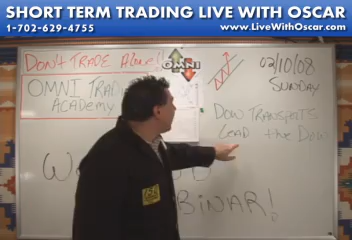 SHORT TERM TRADING LIVE WITH OSCAR
1-702-629-4755
www.LiveWithOscar.com
DON'T TRADE Alone!!
OMNI
02/10/08
SUNDAY
OMNI
ACADEMY
DOW TRANSPORTS
LEAD the DOW
BINAR!